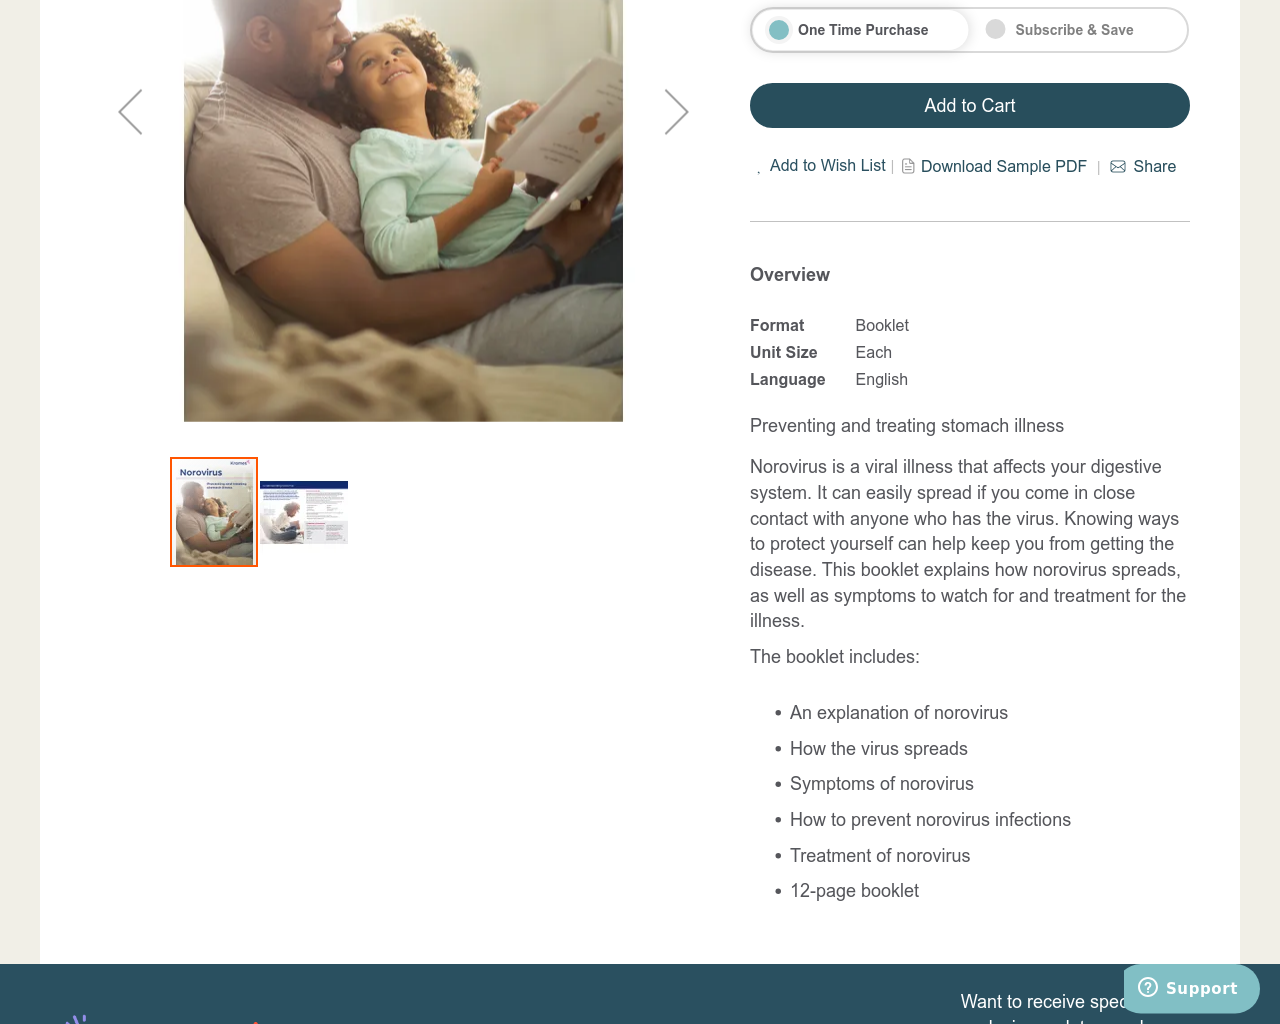 One Time Purchase
Subscribe & Save
Add to Cart
Add to Wish List | Download Sample PDF | Share
Overview
Format Booklet
Unit Size Each
Language English
Preventing and treating stomach illness
Norovirus is a viral illness that affects your digestive
system. It can easily spread if you come in close
contact with anyone who has the virus. Knowing ways
to protect yourself can help keep you from getting the
disease. This booklet explains how norovirus spreads,
as well as symptoms to watch for and treatment for the
illness.
The booklet includes:
• An explanation of norovirus
• How the virus spreads
• Symptoms of norovirus
• How to prevent norovirus infections
• Treatment of norovirus
• 12-page booklet
Norovirus
Want to receive
Support